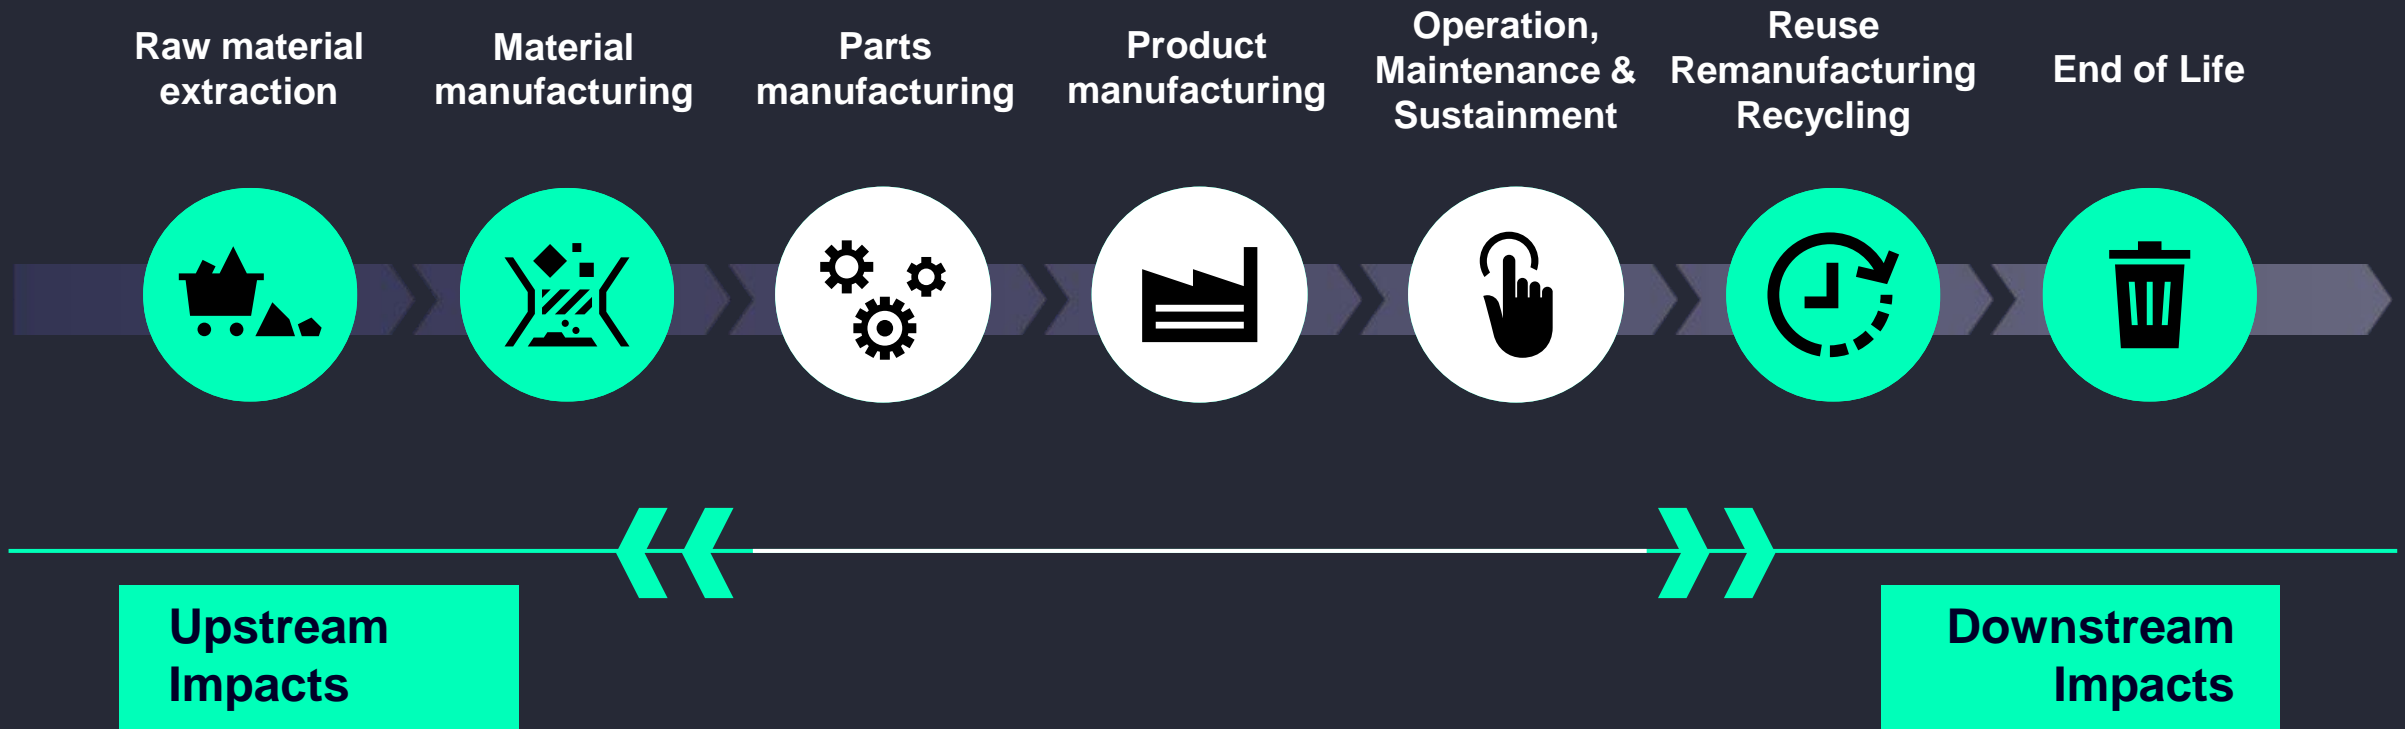 Raw material
extraction
Material
manufacturing
Parts
manufacturing
Product
manufacturing
Operation,
Maintenance &
Sustainment
Reuse
Remanufacturing
Recycling
End of Life
Upstream
Impacts
Downstream
Impacts